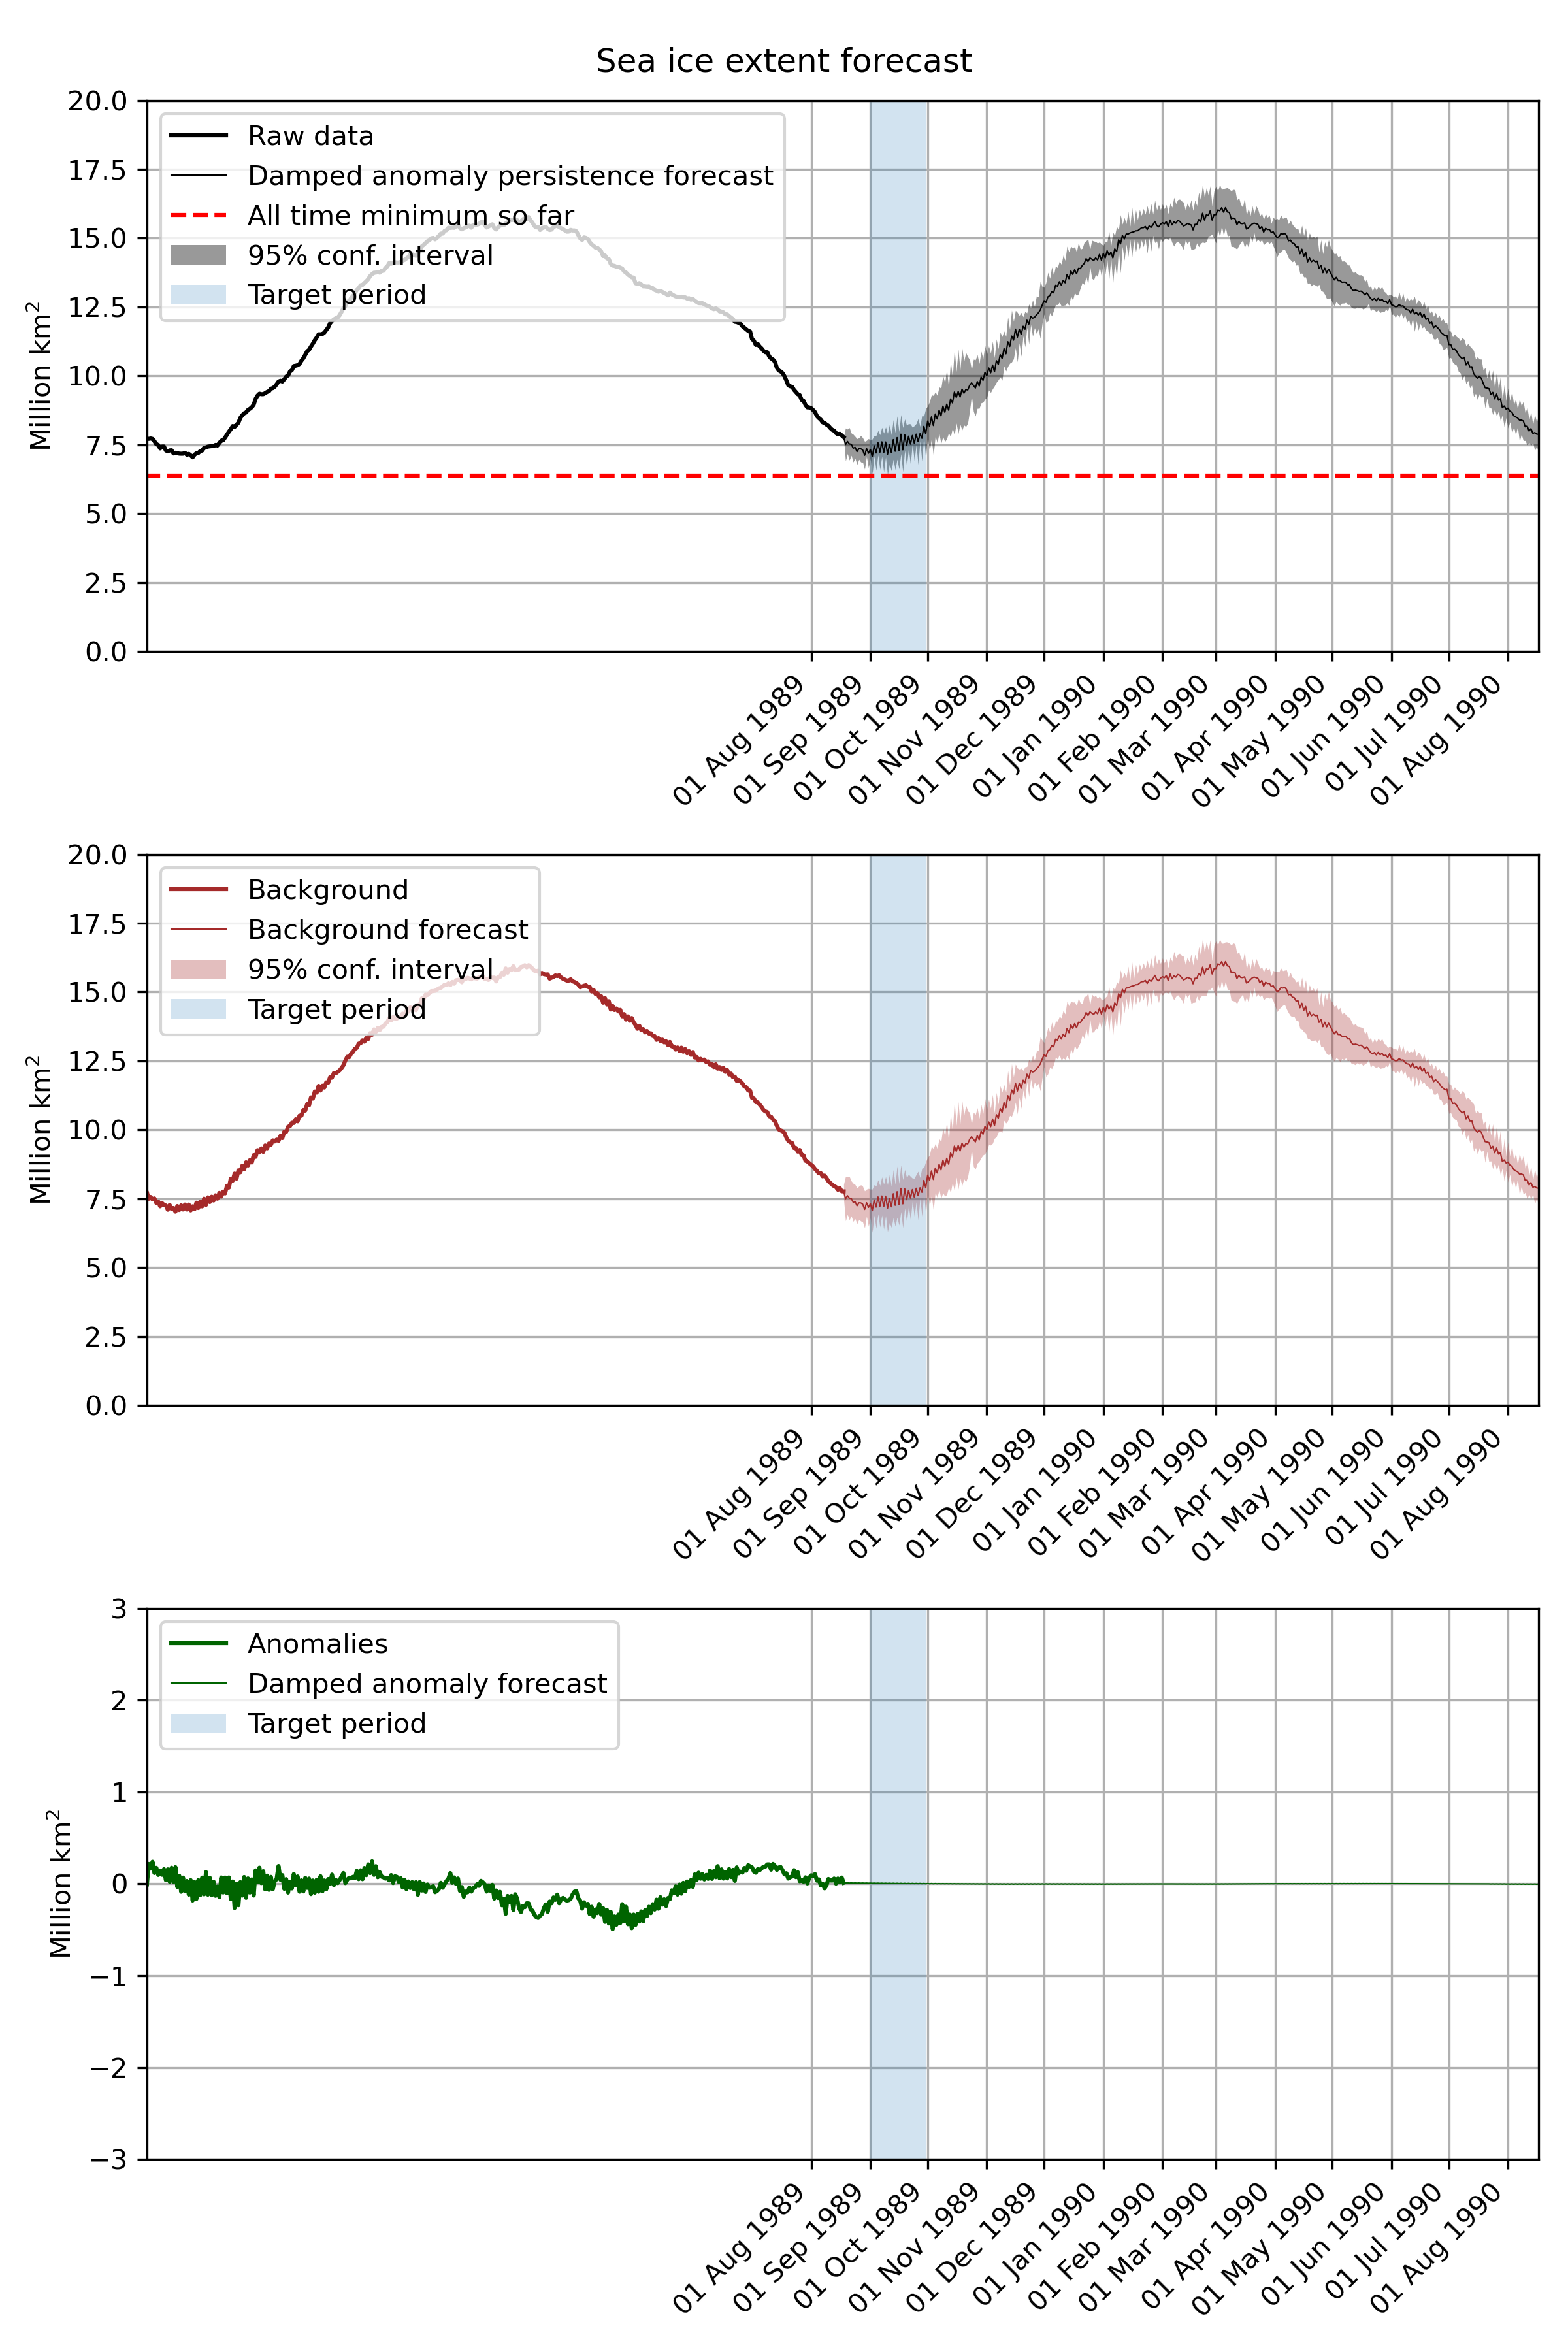 Sea ice extent forecast
20.0
17.5
15.0
12.5
10.0
7.5
5.0
2.5
0.0
Million km²
Raw data
Damped anomaly persistence forecast
All time minimum so far
95% conf. interval
Target period
01 Aug 1989
01 Sep 1989
01 Oct 1989
01 Nov 1989
01 Dec 1989
01 Jan 1990
01 Feb 1990
01 Mar 1990
01 Apr 1990
01 May 1990
01 Jun 1990
01 Jul 1990
01 Aug 1990
20.0
17.5
15.0
12.5
10.0
7.5
5.0
2.5
0.0
Million km²
Background
Background forecast
95% conf. interval
Target period
01 Aug 1989
01 Sep 1989
01 Oct 1989
01 Nov 1989
01 Dec 1989
01 Jan 1990
01 Feb 1990
01 Mar 1990
01 Apr 1990
01 May 1990
01 Jun 1990
01 Jul 1990
01 Aug 1990
3
2
1
0
−1
−2
−3
Million km²
Anomalies
Damped anomaly forecast
Target period
01 Aug 1989
01 Sep 1989
01 Oct 1989
01 Nov 1989
01 Dec 1989
01 Jan 1990
01 Feb 1990
01 Mar 1990
01 Apr 1990
01 May 1990
01 Jun 1990
01 Jul 1990
01 Aug 1990